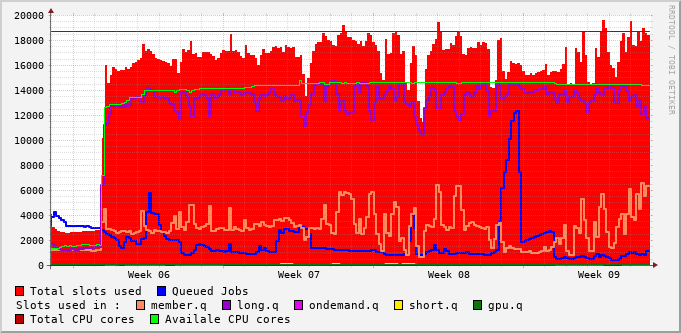 RRDTOOL / TOBI OETIKER
20000
18000
16000
14000
12000
10000
8000
6000
4000
2000
0
Week 06 Week 07 Week 08 Week 09
Total slots used Queued Jobs
Slots used in : member.q long.q ondemand.q short.q gpu.q
Total CPU cores Availale CPU cores